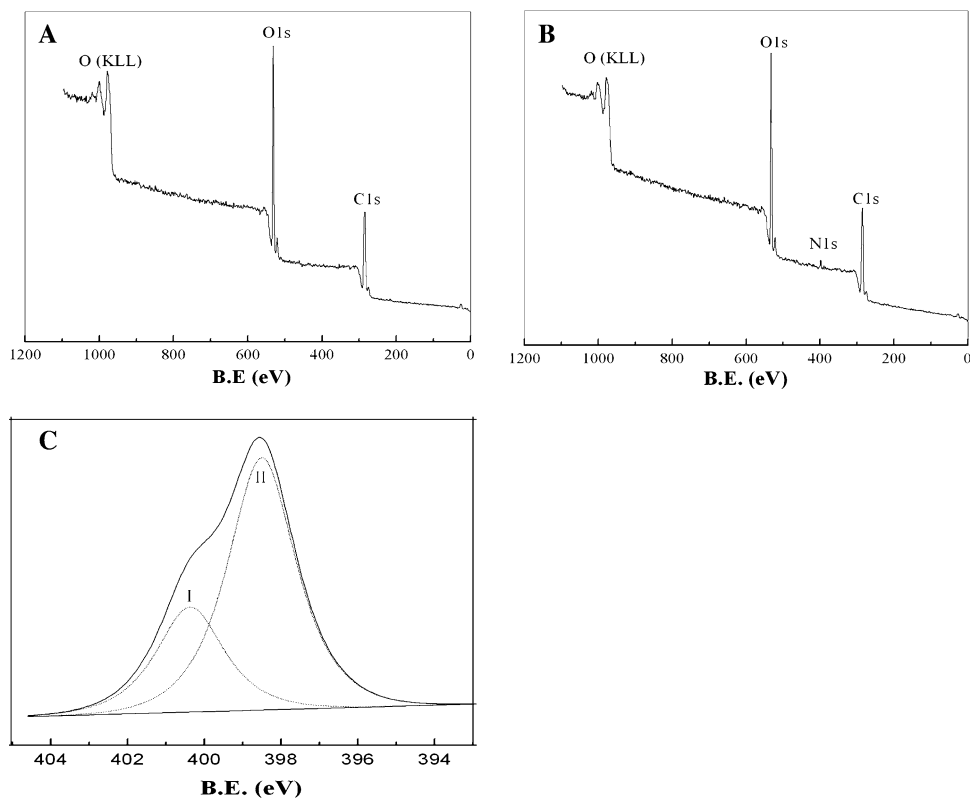 A
O (KLL)
O1s
C1s
1200 1000 800 600 400 200 0
B.E (eV)
B
O (KLL)
O1s
N1s
C1s
1200 1000 800 600 400 200 0
B.E. (eV)
C
I
II
404 402 400 398 396 394
B.E. (eV)